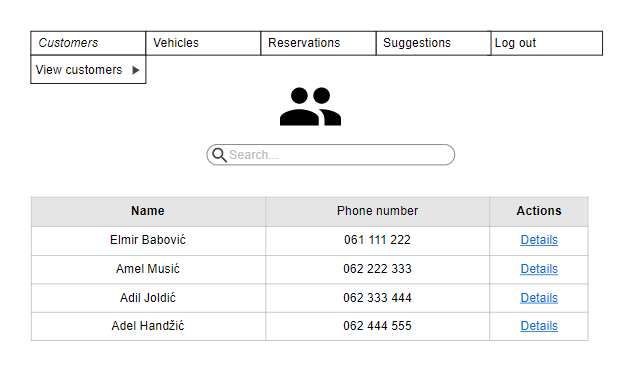 Customers Vehicles Reservations Suggestions Log out
View customers
Search...
Name Phone number Actions
Elmir Babović 061 111 222 Details
Amel Musić 062 222 333 Details
Adil Joldić 062 333 444 Details
Adel Handžić 062 444 555 Details